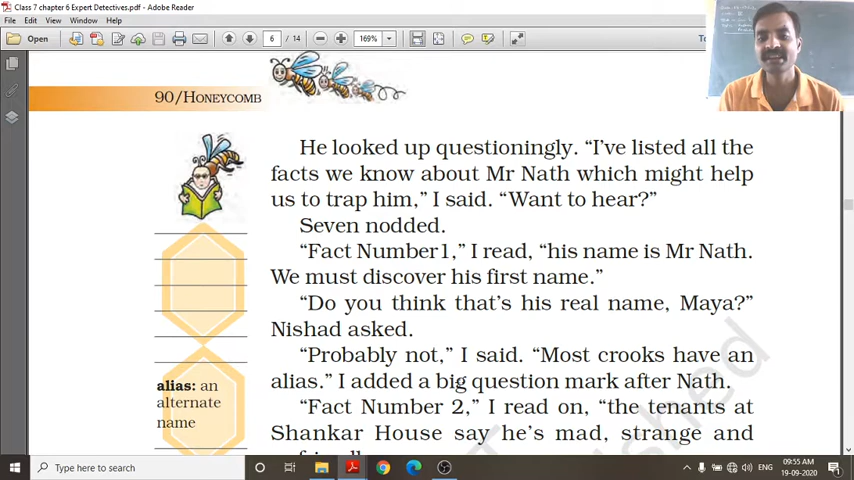 Class 7 chapter 6 Expert Detectives.pdf - Adobe Reader
File Edit View Window Help
Open 6 / 14 169%
90/HONEYCOMB
He looked up questioningly. “I’ve listed all the
facts we know about Mr Nath which might help
us to trap him,” I said. “Want to hear?”
Seven nodded.
“Fact Number1,” I read, “his name is Mr Nath.
We must discover his first name.”
“Do you think that’s his real name, Maya?”
Nishad asked.
“Probably not,” I said. “Most crooks have an
alias.” I added a big question mark after Nath.
alias: an
alternate
name
“Fact Number 2,” I read on, “the tenants at
Shankar House say he’s mad, strange and
Type here to search
ENG
09:55 AM
19-09-2020